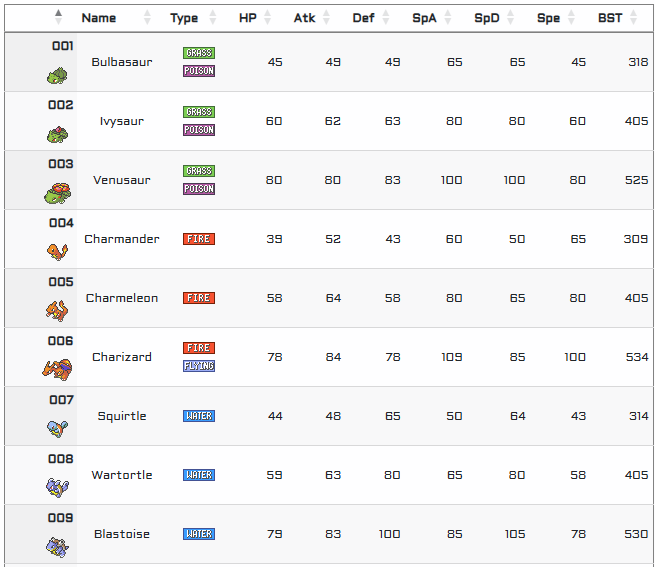 Name Type HP Atk Def SpA SpD Spe BST
001 Bulbasaur GRASS POISON 45 49 49 65 65 45 318
002 Ivysaur GRASS POISON 60 62 63 80 80 60 405
003 Venusaur GRASS POISON 80 80 83 100 100 80 525
004 Charmander FIRE 39 52 43 60 50 65 309
005 Charmeleon FIRE 58 64 58 80 65 80 405
006 Charizard FIRE FLYING 78 84 78 109 85 100 534
007 Squirtle WATER 44 48 65 50 64 43 314
008 Wartortle WATER 59 63 80 65 80 58 405
009 Blastoise WATER 79 83 100 85 105 78 530